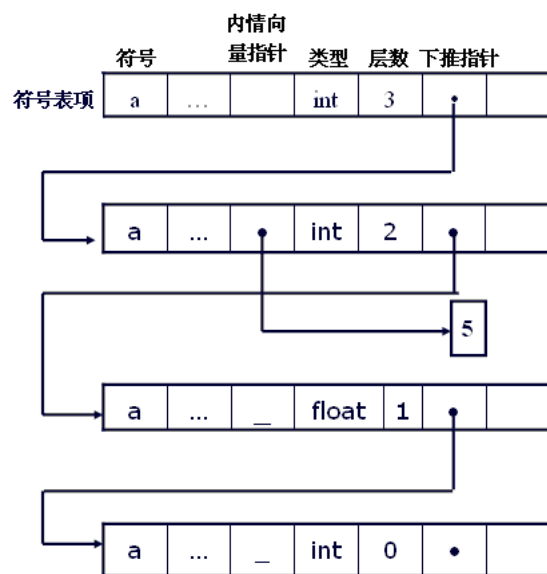 内情向
符号 量指针 类型 层数 下推指针
符号表项 a … int 3
a ... int 2
5
a ... _ float 1
a ... _ int 0